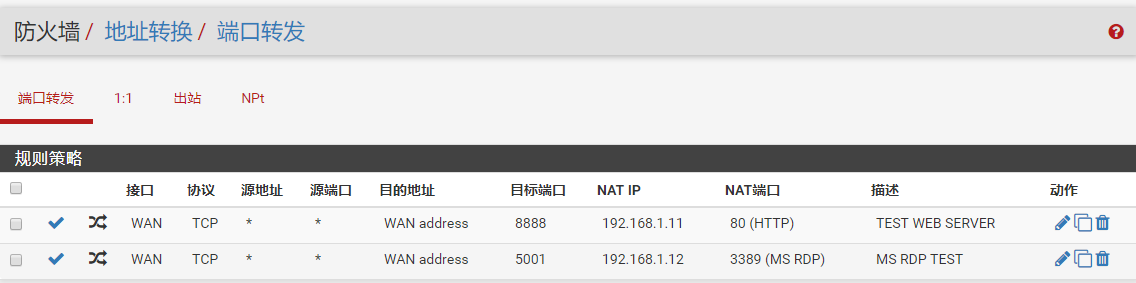 防火墙/ 地址转换/ 端口转发
端口转发 1:1 出站 NPt
规则策略
接口 协议 源地址 源端口 目的地址 目标端口 NAT IP NAT端口 描述 动作
WAN TCP * * WAN address 8888 192.168.1.11 80 (HTTP) TEST WEB SERVER
WAN TCP * * WAN address 5001 192.168.1.12 3389 (MS RDP) MS RDP TEST